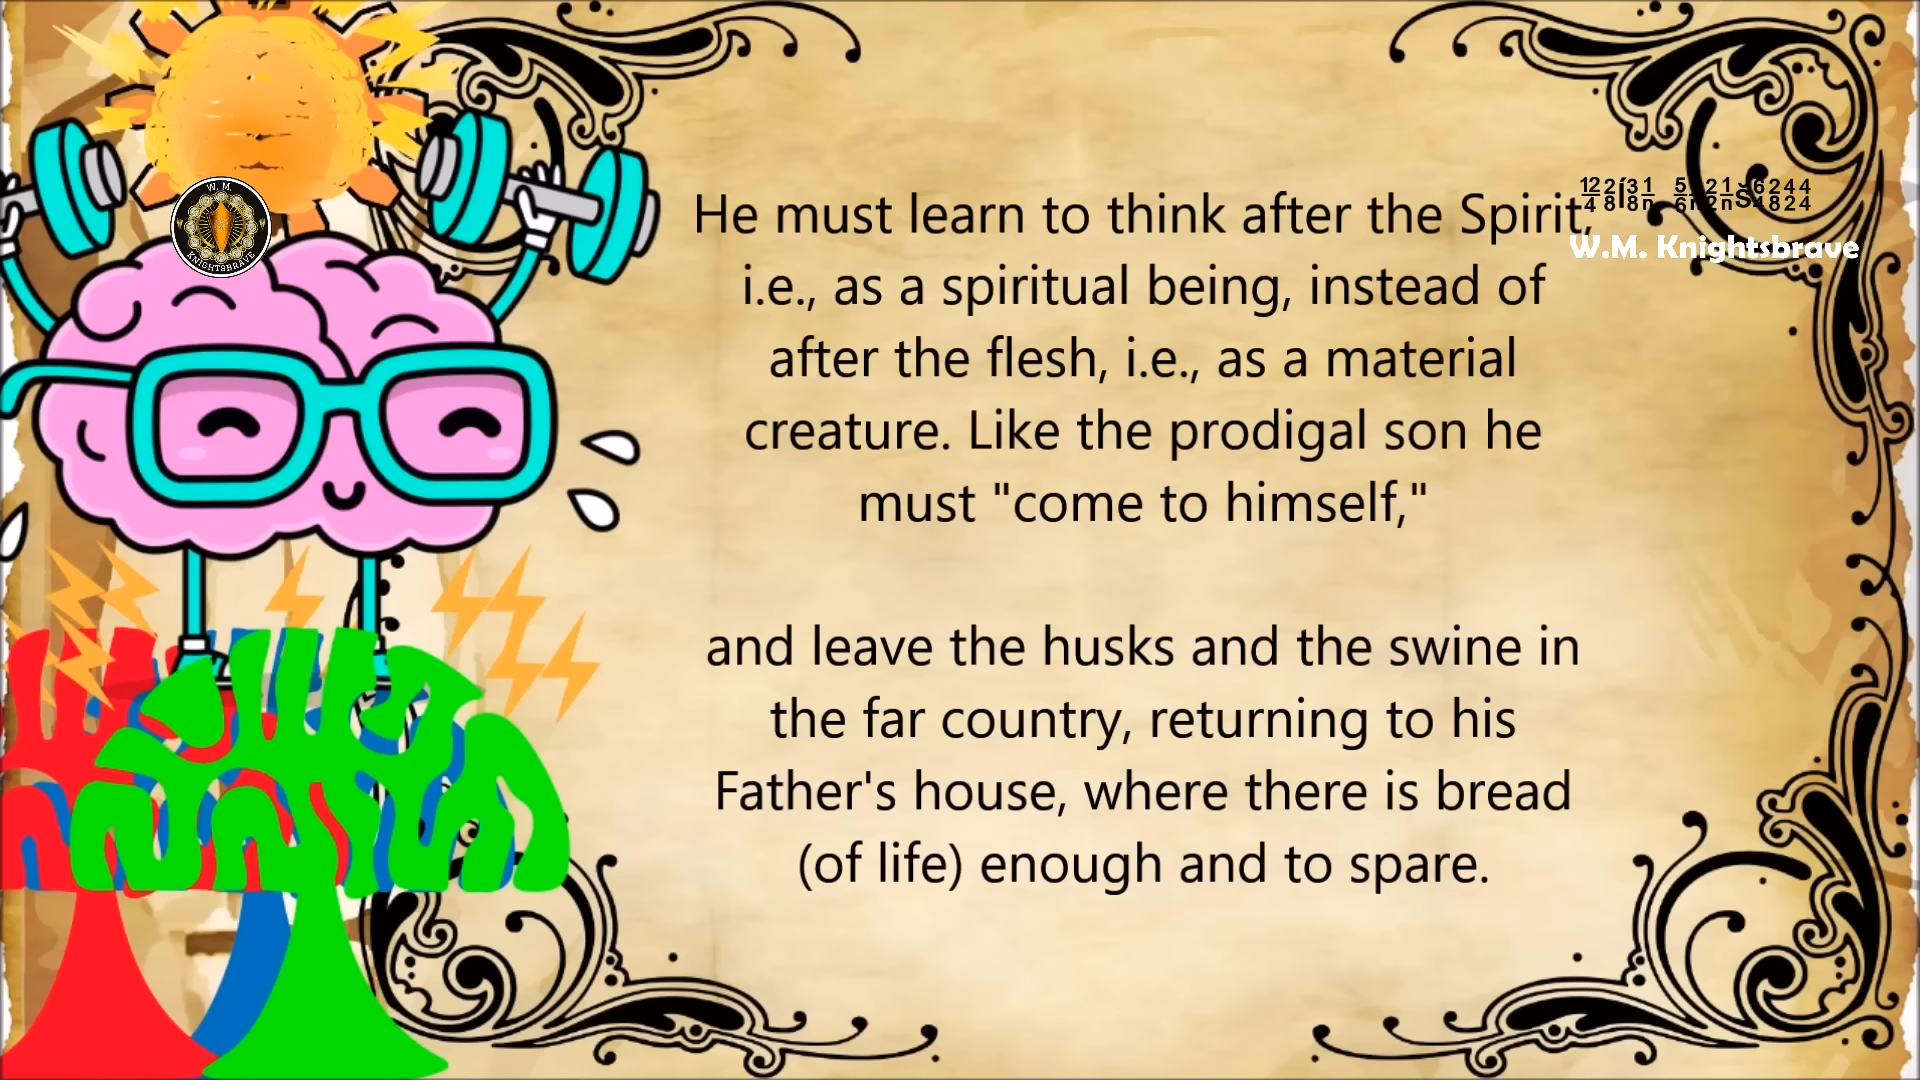 He must learn to think after the Spirit,
i.e., as a spiritual being, instead of
after the flesh, i.e., as a material
creature. Like the prodigal son he
must "come to himself,"
and leave the husks and the swine in
the far country, returning to his
Father's house, where there is bread
(of life) enough and to spare.
W.M. Knightsbrave
W. M.
KNIGHTSBRAVE